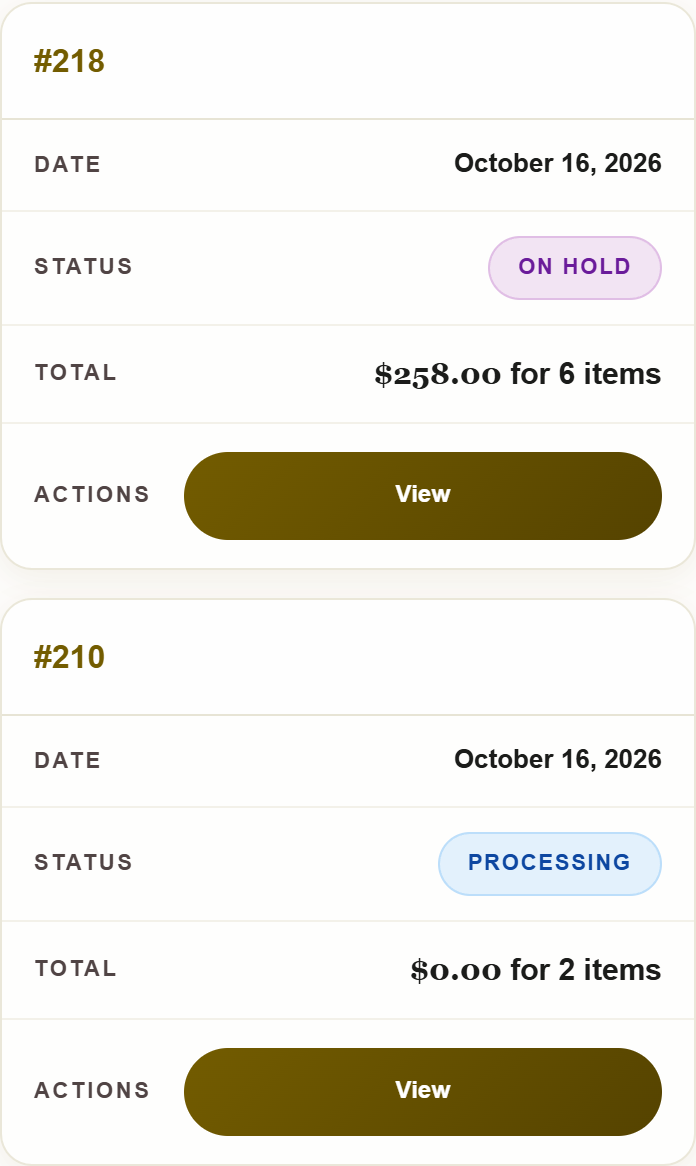 #218
DATE October 16, 2026
STATUS ON HOLD
TOTAL $258.00 for 6 items
ACTIONS View
#210
DATE October 16, 2026
STATUS PROCESSING
TOTAL $0.00 for 2 items
ACTIONS View